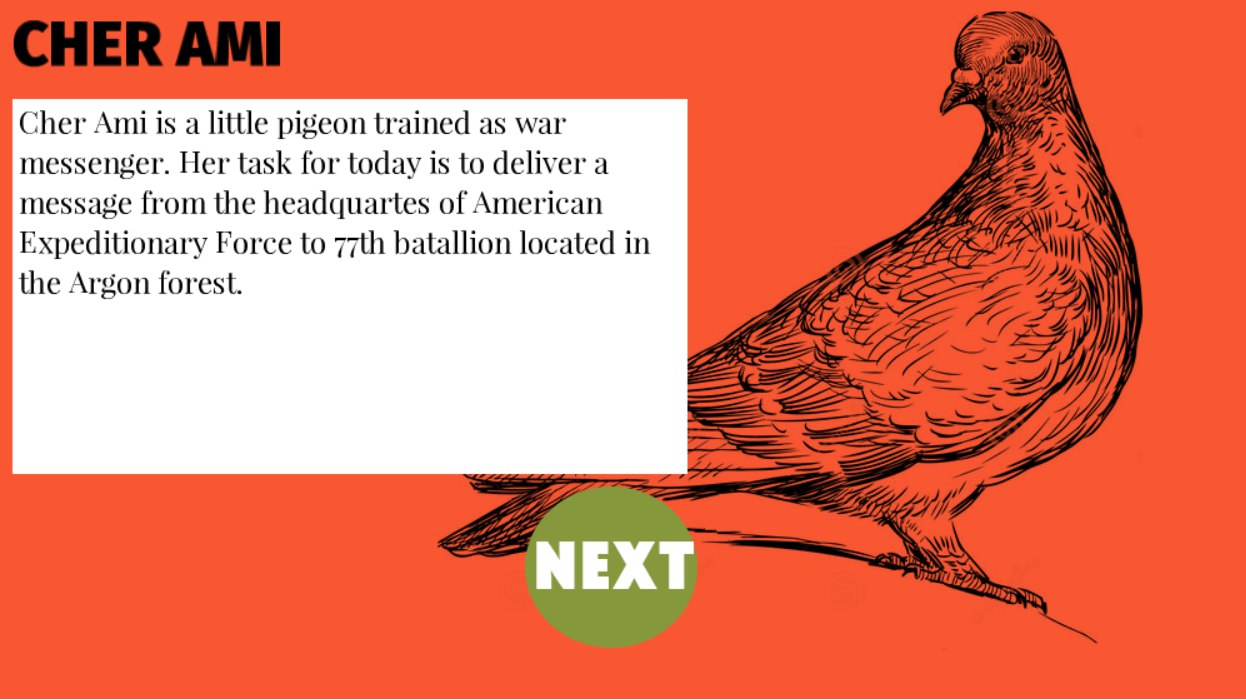 CHER AMI
Cher Ami is a little pigeon trained as war
messenger. Her task for today is to deliver a
message from the headquartes of American
Expeditionary Force to 77th batallion located in
the Argon forest.
NEXT